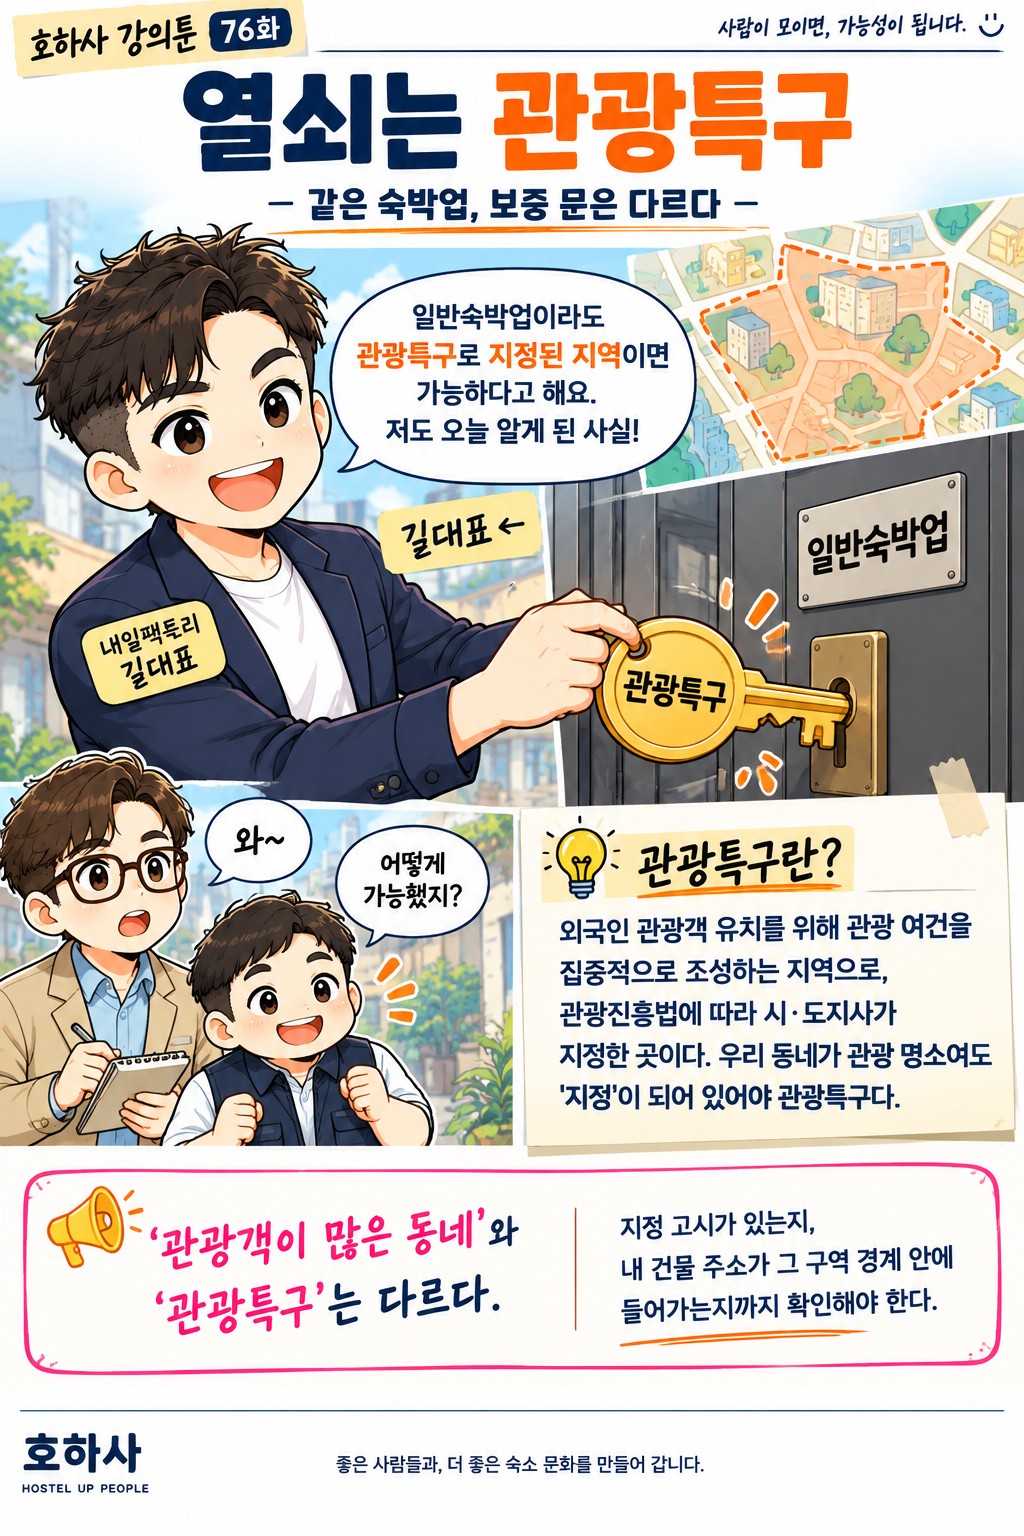 호하사 강의툰 76화
사람이 모이면, 가능성이 됩니다.
열쇠는 관광특구
– 같은 숙박업, 보증 문은 다르다 –
일반숙박업이라도
관광특구로 지정된 지역이면
가능하다고 해요.
저도 오늘 알게 된 사실!
길대표 ←
일반숙박업
내일팩토리
길대표
관광특구
와~
어떻게
가능했지?
관광특구란?
외국인 관광객 유치를 위해 관광 여건을
집중적으로 조성하는 지역으로,
관광진흥법에 따라 시·도지사가
지정한 곳이다. 우리 동네가 관광 명소여도
'지정'이 되어 있어야 관광특구다.
'관광객이 많은 동네'와
'관광특구'는 다르다.
지정 고시가 있는지,
내 건물 주소가 그 구역 경계 안에
들어가는지까지 확인해야 한다.
호하사
HOSTEL UP PEOPLE
좋은 사람들과, 더 좋은 숙소 문화를 만들어 갑니다.